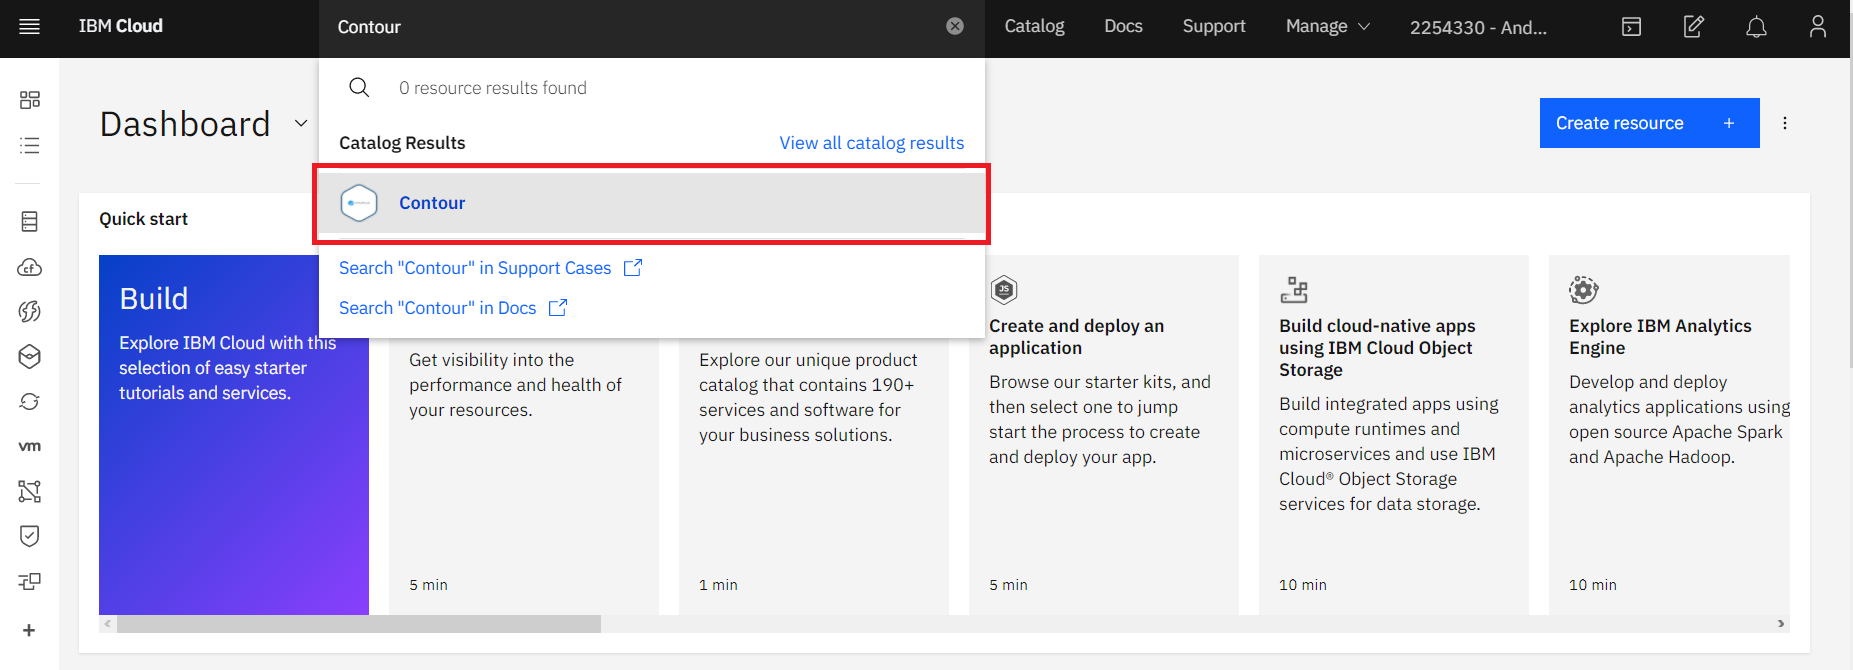 IBM Cloud
Contour
Catalog
Docs
Support
Manage
2254330 - And...
0 resource results found
Dashboard
Catalog Results
View all catalog results
Create resource +
Contour
Quick start
Search "Contour" in Support Cases
Search "Contour" in Docs
Build
Explore IBM Cloud with this
selection of easy starter
tutorials and services.
Get visibility into the
performance and health of
your resources.
5 min
Explore our unique product
catalog that contains 190+
services and software for
your business solutions.
1 min
JS
Create and deploy an
application
Browse our starter kits, and
then select one to jump
start the process to create
and deploy your app.
5 min
Build cloud-native apps
using IBM Cloud Object
Storage
Build integrated apps using
compute runtimes and
microservices and use IBM
Cloud® Object Storage
services for data storage.
10 min
Explore IBM Analytics
Engine
Develop and deploy
analytics applications using
open source Apache Spark
and Apache Hadoop.
10 min
cf
vm